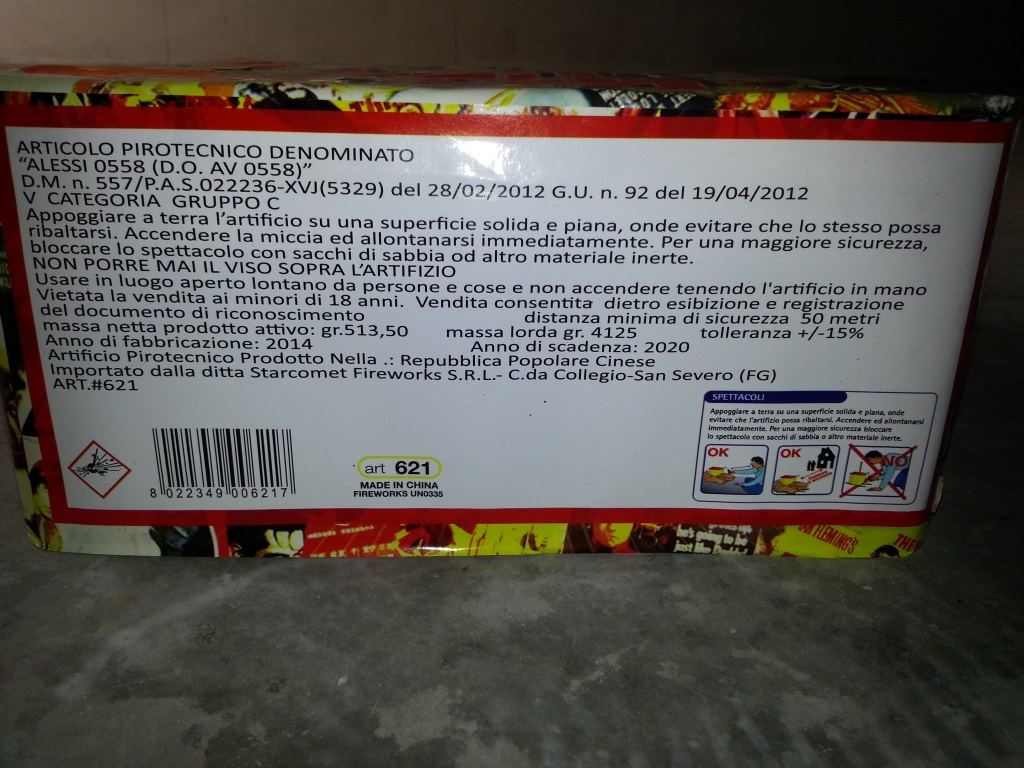 ARTICOLO PIROTECNICO DENOMINATO
"ALESSI 0558 (D.O. AV 0558)"
D.M. n. 557/P.A.S.022236-XVJ(5329) del 28/02/2012 G.U. n. 92 del 19/04/2012
V CATEGORIA GRUPPO C
Appoggiare a terra l'artificio su una superficie solida e piana, onde evitare che lo stesso possa
ribaltarsi. Accendere la miccia ed allontanarsi immediatamente. Per una maggiore sicurezza,
bloccare lo spettacolo con sacchi di sabbia od altro materiale inerte.
NON PORRE MAI IL VISO SOPRA L'ARTIFIZIO
Usare in luogo aperto lontano da persone e cose e non accendere tenendo l'artificio in mano
Vietata la vendita ai minori di 18 anni. Vendita consentita dietro esibizione e registrazione
del documento di riconoscimento distanza minima di sicurezza 50 metri
massa netta prodotto attivo: gr.513,50 massa lorda gr. 4125 tolleranza +/-15%
Anno di fabbricazione: 2014 Anno di scadenza: 2020
Artificio Pirotecnico Prodotto Nella .: Repubblica Popolare Cinese
Importato dalla ditta Starcomet Fireworks S.R.L.- C.da Collegio-San Severo (FG)
ART.#621
SPETTACOLI
Appoggiare a terra su una superficie solida e piana, onde
evitare che l'artifizio possa ribaltarsi. Accendere ed allontanarsi
immediatamente. Per una maggiore sicurezza bloccare
lo spettacolo con sacchi di sabbia o altro materiale inerte.
OK
OK
NO
8 022349 006217
art 621
MADE IN CHINA
FIREWORKS UN0335
going to be
just like
FLEMING'S
THE